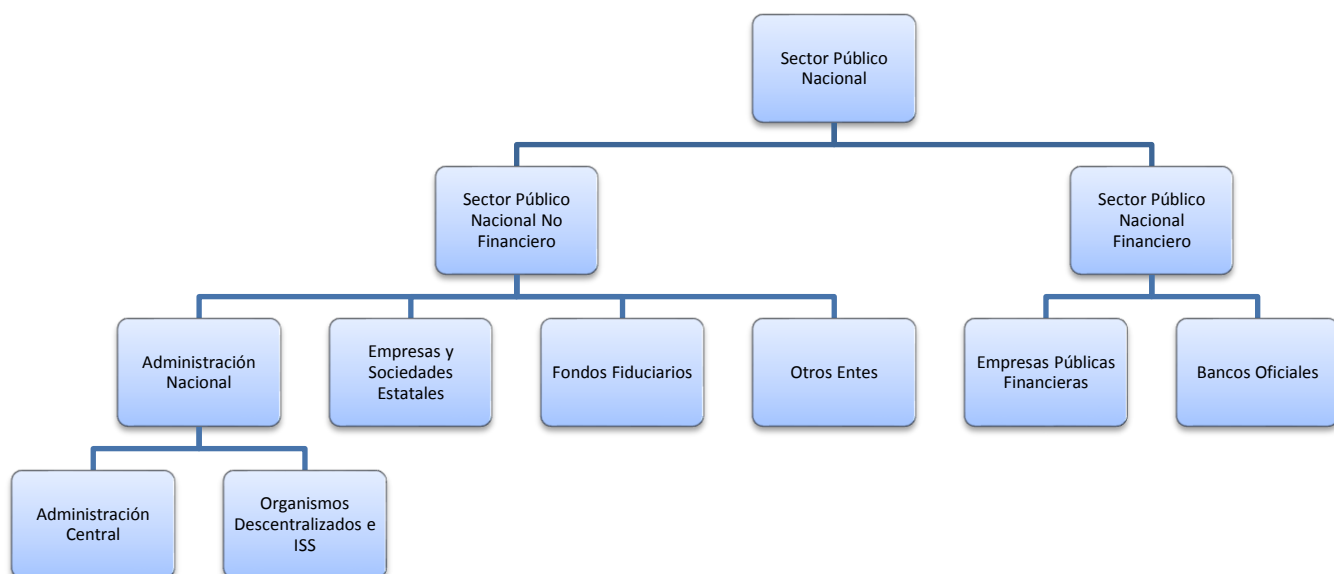 Sector Público
Nacional
Sector Público
Nacional No
Financiero
Sector Público
Nacional
Financiero
Administración
Nacional
Empresas y
Sociedades
Estatales
Fondos Fiduciarios
Otros Entes
Empresas Públicas
Financieras
Bancos Oficiales
Administración
Central
Organismos
Descentralizados e
ISS